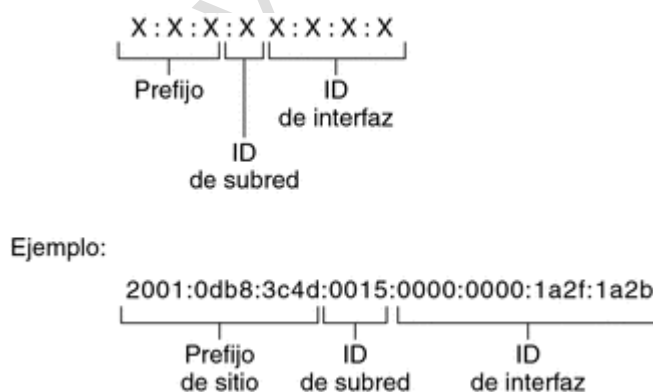 X:X:X:X X:X:X:X
Prefijo
ID
de interfaz
ID
de subred
Ejemplo:
2001:0db8:3c4d:0015:0000:0000:1a2f:1a2b
Prefijo
de sitio
ID
de subred
ID
de interfaz